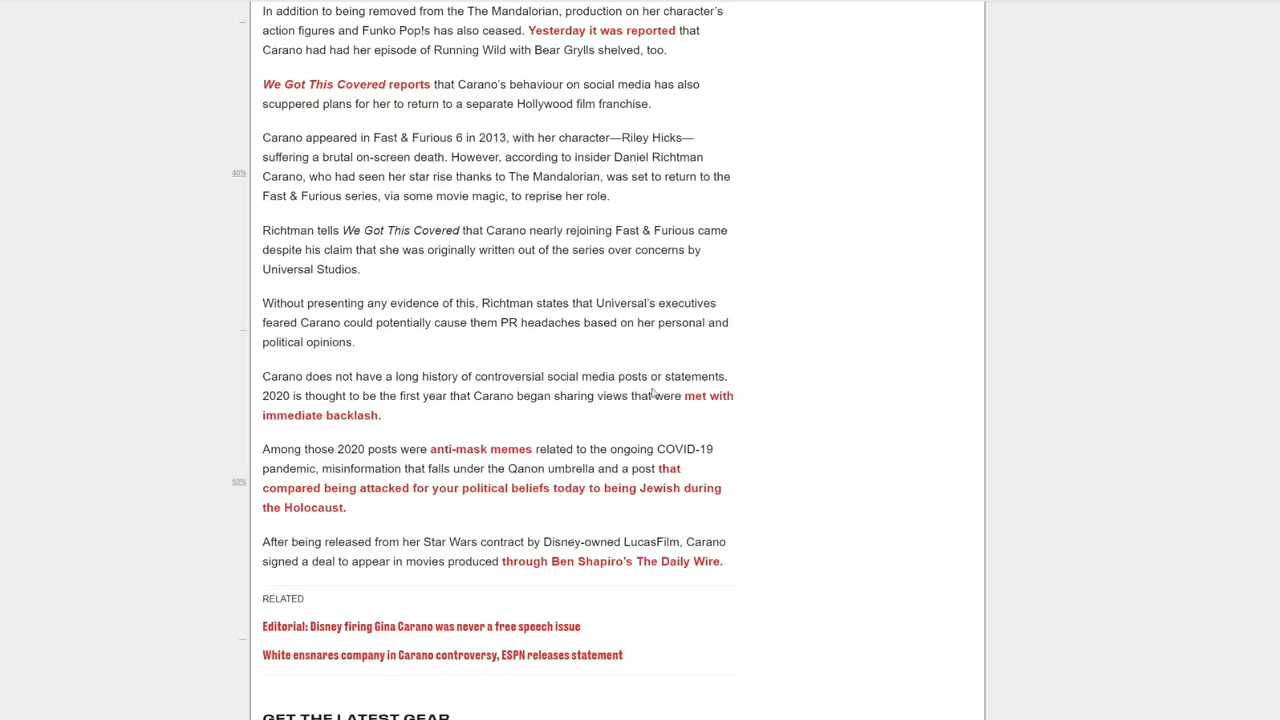 In addition to being removed from the The Mandalorian, production on her character's
action figures and Funko Pop!s has also ceased. Yesterday it was reported that
Carano had had her episode of Running Wild with Bear Grylls shelved, too.
We Got This Covered reports that Carano's behaviour on social media has also
scuppered plans for her to return to a separate Hollywood film franchise.
Carano appeared in Fast & Furious 6 in 2013, with her character—Riley Hicks—
suffering a brutal on-screen death. However, according to insider Daniel Richtman
40%
Carano, who had seen her star rise thanks to The Mandalorian, was set to return to the
Fast & Furious series, via some movie magic, to reprise her role.
Richtman tells We Got This Covered that Carano nearly rejoining Fast & Furious came
despite his claim that she was originally written out of the series over concerns by
Universal Studios.
Without presenting any evidence of this, Richtman states that Universal's executives
feared Carano could potentially cause them PR headaches based on her personal and
political opinions.
Carano does not have a long history of controversial social media posts or statements.
2020 is thought to be the first year that Carano began sharing views that were met with
immediate backlash.
Among those 2020 posts were anti-mask memes related to the ongoing COVID-19
pandemic, misinformation that falls under the Qanon umbrella and a post that
50%
compared being attacked for your political beliefs today to being Jewish during
the Holocaust.
After being released from her Star Wars contract by Disney-owned LucasFilm, Carano
signed a deal to appear in movies produced through Ben Shapiro's The Daily Wire.
RELATED
Editorial: Disney firing Gina Carano was never a free speech issue
White ensnares company in Carano controversy, ESPN releases statement
GET THE LATEST GEAR